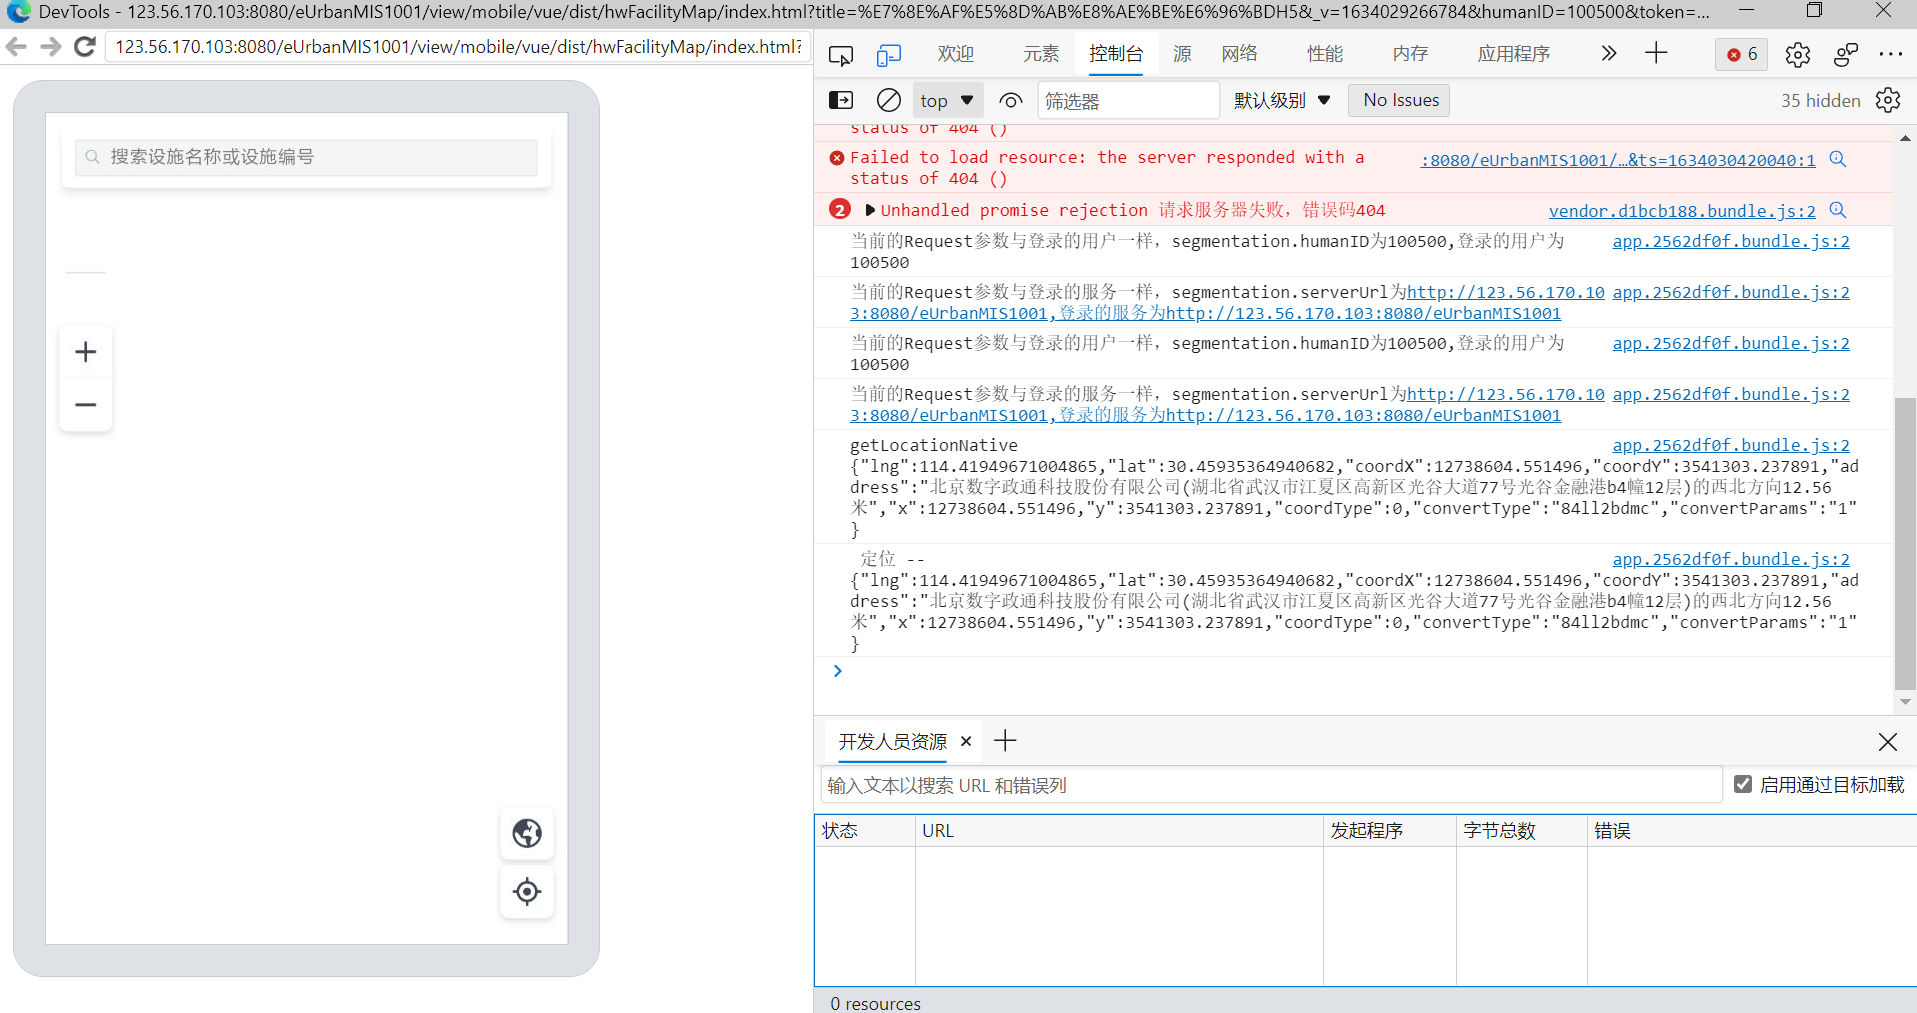 DevTools - 123.56.170.103:8080/eUrbanMIS1001/view/mobile/vue/dist/hwFacilityMap/index.html?title=%E7%8E%AF%E5%8D%AB%E8%AE%BE%E6%96%BDH5&_v=1634029266784&humanID=100500&token=...
123.56.170.103:8080/eUrbanMIS1001/view/mobile/vue/dist/hwFacilityMap/index.html?
搜索设施名称或设施编号
欢迎 元素 控制台 源 网络 性能 内存 应用程序 6
top 筛选器 默认级别 No Issues 35 hidden
status of 404 ()
Failed to load resource: the server responded with a :8080/eUrbanMIS1001/…&ts=1634030420040:1
status of 404 ()
2 Unhandled promise rejection 请求服务器失败，错误码404 vendor.d1bcb188.bundle.js:2
当前的Request参数与登录的用户一样，segmentation.humanID为100500,登录的用户为 app.2562df0f.bundle.js:2
100500
当前的Request参数与登录的服务一样，segmentation.serverUrl为http://123.56.170.10 app.2562df0f.bundle.js:2
3:8080/eUrbanMIS1001,登录的服务为http://123.56.170.103:8080/eUrbanMIS1001
当前的Request参数与登录的用户一样，segmentation.humanID为100500,登录的用户为 app.2562df0f.bundle.js:2
100500
当前的Request参数与登录的服务一样，segmentation.serverUrl为http://123.56.170.10 app.2562df0f.bundle.js:2
3:8080/eUrbanMIS1001,登录的服务为http://123.56.170.103:8080/eUrbanMIS1001
getLocationNative app.2562df0f.bundle.js:2
{"lng":114.41949671004865,"lat":30.45935364940682,"coordX":12738604.551496,"coordY":3541303.237891,"ad
dress":"北京数字政通科技股份有限公司(湖北省武汉市江夏区高新区光谷大道77号光谷金融港b4幢12层)的西北方向12.56
米","x":12738604.551496,"y":3541303.237891,"coordType":0,"convertType":"84ll2bdmc","convertParams":"1"
}
定位 -- app.2562df0f.bundle.js:2
{"lng":114.41949671004865,"lat":30.45935364940682,"coordX":12738604.551496,"coordY":3541303.237891,"ad
dress":"北京数字政通科技股份有限公司(湖北省武汉市江夏区高新区光谷大道77号光谷金融港b4幢12层)的西北方向12.56
米","x":12738604.551496,"y":3541303.237891,"coordType":0,"convertType":"84ll2bdmc","convertParams":"1"
}
开发人员资源
输入文本以搜索 URL 和错误列 启用通过目标加载
状态 URL 发起程序 字节总数 错误
0 resources